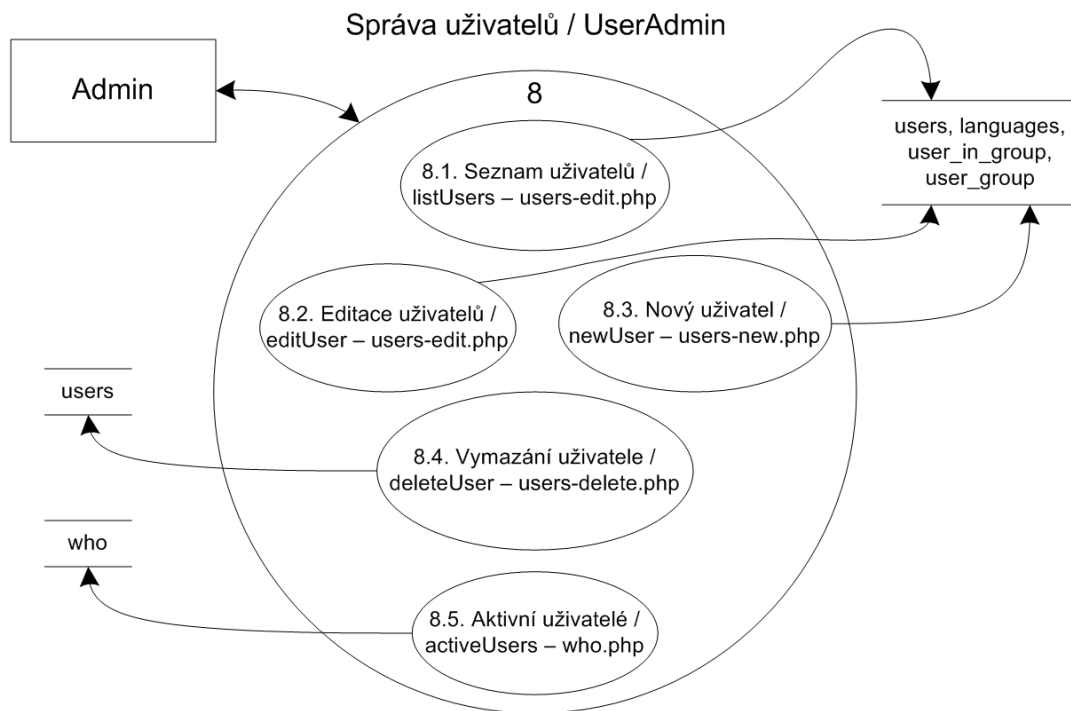 Správa uživatelů / UserAdmin
Admin
8
users, languages,
user_in_group,
user_group
8.1. Seznam uživatelů /
listUsers – users-edit.php
8.2. Editace uživatelů /
editUser – users-edit.php
8.3. Nový uživatel /
newUser – users-new.php
users
8.4. Vymazání uživatele /
deleteUser – users-delete.php
who
8.5. Aktivní uživatelé /
activeUsers – who.php